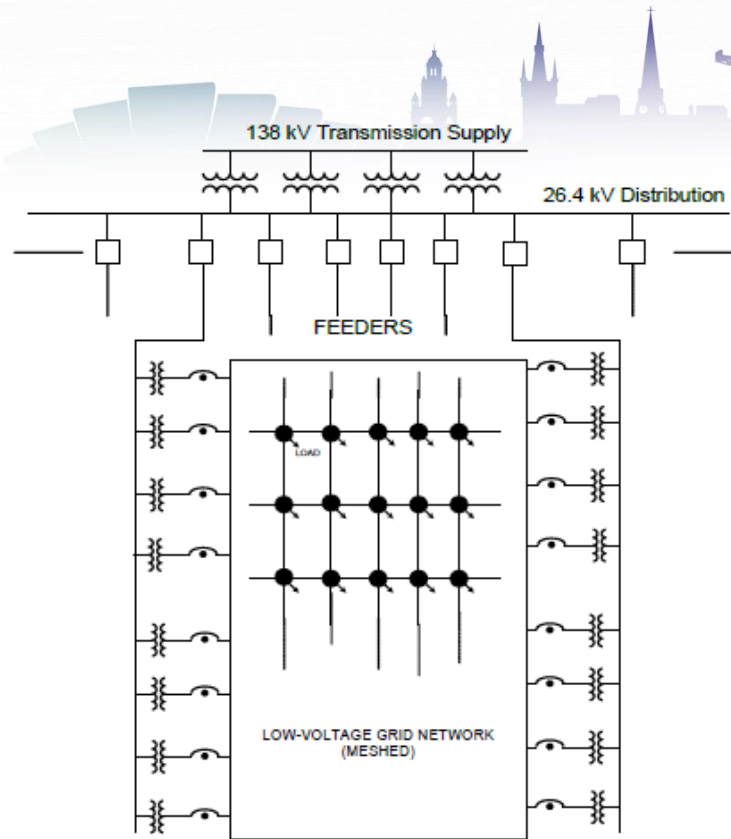 138 kV Transmission Supply
26.4 kV Distribution
FEEDERS
LOAD
LOW-VOLTAGE GRID NETWORK
(MESHED)